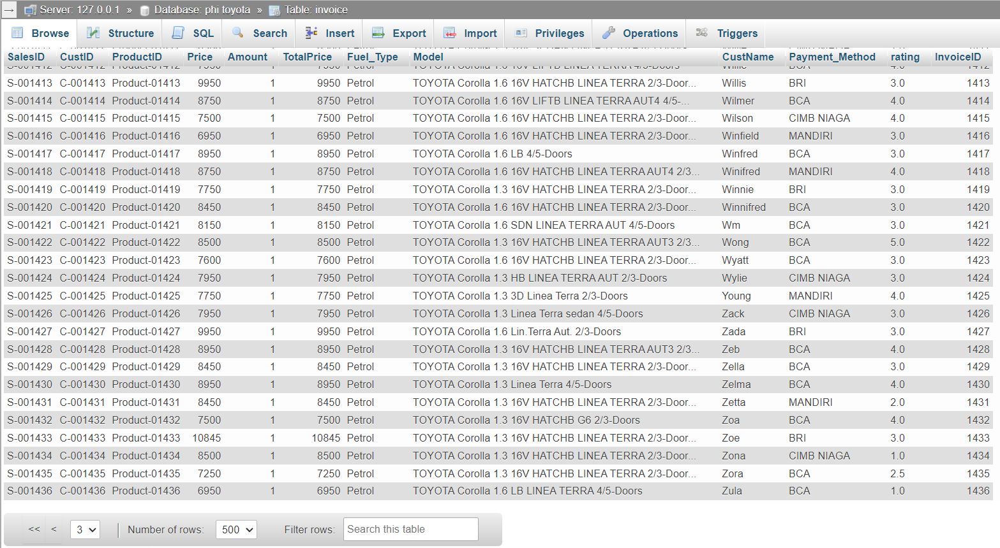 → Server: 127.0.0.1 » Database: phi toyota » Table: invoice
Browse Structure SQL Search Insert Export Import Privileges Operations Triggers
SalesID CustID ProductID Price Amount TotalPrice Fuel_Type Model CustName Payment_Method rating InvoiceID
S-001412 C-001412 Product-01412 7950 1 7950 Petrol TOYOTA Corolla 1.6 16V LIFTB LINEA TERRA 4/5-Doors Willie BCA 4.0 1412
S-001413 C-001413 Product-01413 9950 1 9950 Petrol TOYOTA Corolla 1.6 16V HATCHB LINEA TERRA 2/3-Door... Willis BRI 3.0 1413
S-001414 C-001414 Product-01414 8750 1 8750 Petrol TOYOTA Corolla 1.6 16V LIFTB LINEA TERRA AUT4 4/5-... Wilmer BCA 4.0 1414
S-001415 C-001415 Product-01415 7500 1 7500 Petrol TOYOTA Corolla 1.6 16V HATCHB LINEA TERRA 2/3-Door... Wilson CIMB NIAGA 4.0 1415
S-001416 C-001416 Product-01416 6950 1 6950 Petrol TOYOTA Corolla 1.6 16V HATCHB LINEA TERRA 2/3-Door... Winfield MANDIRI 3.0 1416
S-001417 C-001417 Product-01417 8950 1 8950 Petrol TOYOTA Corolla 1.6 LB 4/5-Doors Winfred BCA 3.0 1417
S-001418 C-001418 Product-01418 8750 1 8750 Petrol TOYOTA Corolla 1.6 16V HATCHB LINEA TERRA AUT4 2/3... Winifred MANDIRI 4.0 1418
S-001419 C-001419 Product-01419 7750 1 7750 Petrol TOYOTA Corolla 1.3 16V HATCHB LINEA TERRA 2/3-Door... Winnie BRI 3.0 1419
S-001420 C-001420 Product-01420 8450 1 8450 Petrol TOYOTA Corolla 1.6 16V HATCHB LINEA TERRA 2/3-Door... Winnifred BCA 3.0 1420
S-001421 C-001421 Product-01421 8150 1 8150 Petrol TOYOTA Corolla 1.6 SDN LINEA TERRA AUT 4/5-Doors Wm BCA 3.0 1421
S-001422 C-001422 Product-01422 8500 1 8500 Petrol TOYOTA Corolla 1.3 16V HATCHB LINEA TERRA AUT3 2/3... Wong BCA 5.0 1422
S-001423 C-001423 Product-01423 7600 1 7600 Petrol TOYOTA Corolla 1.6 16V HATCHB LINEA TERRA 2/3-Door... Wyatt BCA 3.0 1423
S-001424 C-001424 Product-01424 7950 1 7950 Petrol TOYOTA Corolla 1.3 HB LINEA TERRA AUT 2/3-Doors Wylie CIMB NIAGA 3.0 1424
S-001425 C-001425 Product-01425 7750 1 7750 Petrol TOYOTA Corolla 1.3 3D Linea Terra 2/3-Doors Young MANDIRI 4.0 1425
S-001426 C-001426 Product-01426 7950 1 7950 Petrol TOYOTA Corolla 1.3 Linea Terra sedan 4/5-Doors Zack CIMB NIAGA 3.0 1426
S-001427 C-001427 Product-01427 9950 1 9950 Petrol TOYOTA Corolla 1.6 Lin.Terra Aut. 2/3-Doors Zada BRI 3.0 1427
S-001428 C-001428 Product-01428 8950 1 8950 Petrol TOYOTA Corolla 1.3 16V HATCHB LINEA TERRA AUT3 2/3... Zeb BCA 4.0 1428
S-001429 C-001429 Product-01429 8450 1 8450 Petrol TOYOTA Corolla 1.3 16V HATCHB LINEA TERRA 2/3-Door... Zella BCA 3.0 1429
S-001430 C-001430 Product-01430 8950 1 8950 Petrol TOYOTA Corolla 1.3 Linea Terra 4/5-Doors Zelma BCA 4.0 1430
S-001431 C-001431 Product-01431 8450 1 8450 Petrol TOYOTA Corolla 1.3 16V HATCHB LINEA TERRA 2/3-Door... Zetta MANDIRI 2.0 1431
S-001432 C-001432 Product-01432 7500 1 7500 Petrol TOYOTA Corolla 1.3 16V HATCHB G6 2/3-Doors Zoa BCA 4.0 1432
S-001433 C-001433 Product-01433 10845 1 10845 Petrol TOYOTA Corolla 1.3 16V HATCHB LINEA TERRA 2/3-Door... Zoe BRI 3.0 1433
S-001434 C-001434 Product-01434 8500 1 8500 Petrol TOYOTA Corolla 1.3 16V HATCHB LINEA TERRA 2/3-Door... Zona CIMB NIAGA 1.0 1434
S-001435 C-001435 Product-01435 7250 1 7250 Petrol TOYOTA Corolla 1.3 16V HATCHB LINEA TERRA 2/3-Door... Zora BCA 2.5 1435
S-001436 C-001436 Product-01436 6950 1 6950 Petrol TOYOTA Corolla 1.6 LB LINEA TERRA 4/5-Doors Zula BCA 1.0 1436
<< < 3 | Number of rows: 500 Filter rows: Search this table